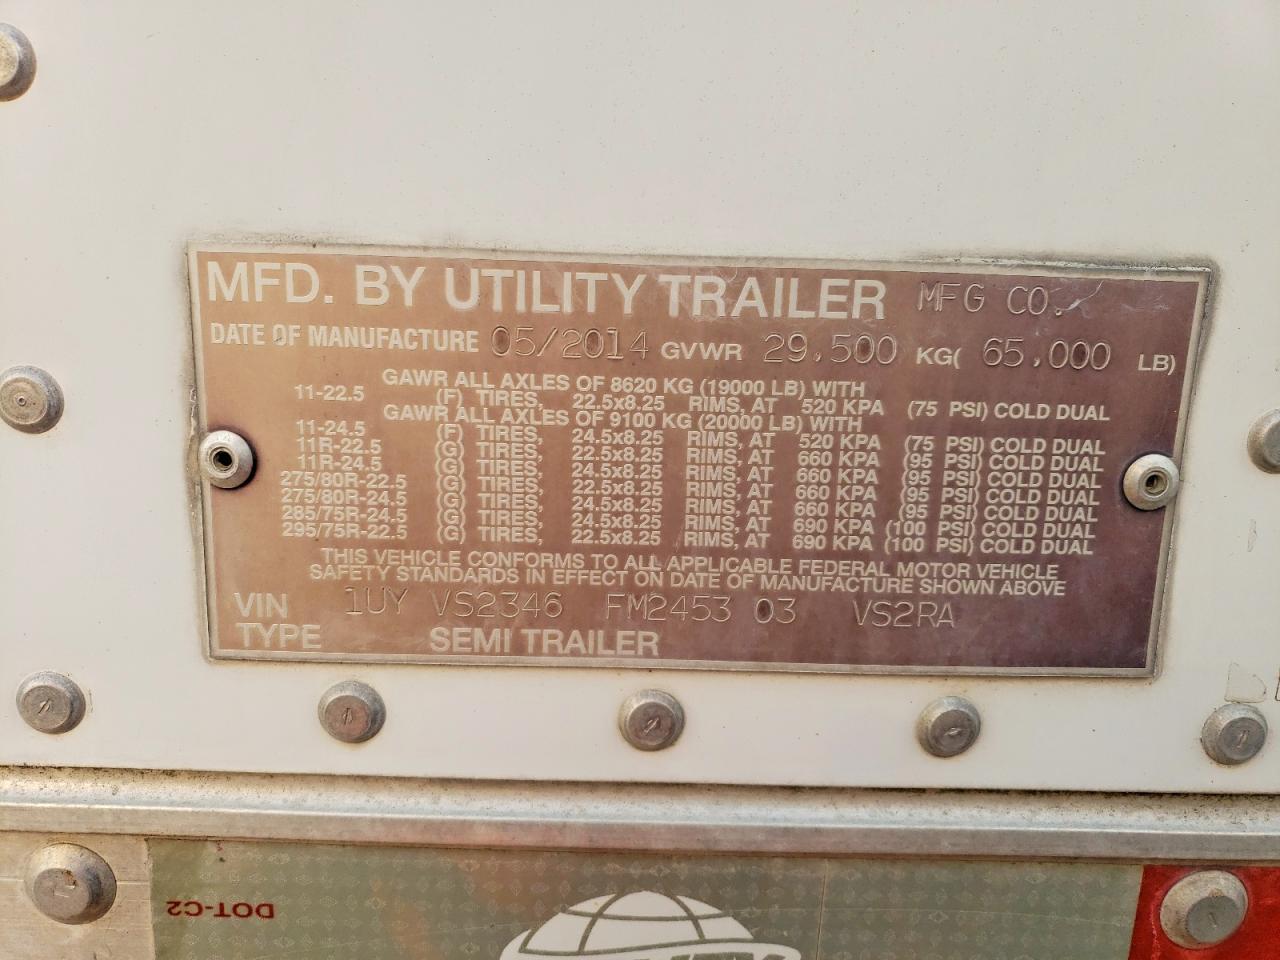 MFD. BY UTILITY TRAILER MFG CO.
DATE OF MANUFACTURE 05/2014 GVWR 29,500 KG( 65,000 LB)
GAWR ALL AXLES OF 8620 KG (19000 LB) WITH
11-22.5 (F) TIRES, 22.5x8.25 RIMS, AT 520 KPA (75 PSI) COLD DUAL
GAWR ALL AXLES OF 9100 KG (20000 LB) WITH
11-24.5 (F) TIRES, 24.5x8.25 RIMS, AT 520 KPA (75 PSI) COLD DUAL
11R-22.5 (G) TIRES, 22.5x8.25 RIMS, AT 660 KPA (95 PSI) COLD DUAL
11R-24.5 (G) TIRES, 24.5x8.25 RIMS, AT 660 KPA (95 PSI) COLD DUAL
275/80R-22.5 (G) TIRES, 22.5x8.25 RIMS, AT 660 KPA (95 PSI) COLD DUAL
275/80R-24.5 (G) TIRES, 24.5x8.25 RIMS, AT 660 KPA (95 PSI) COLD DUAL
285/75R-24.5 (G) TIRES, 24.5x8.25 RIMS, AT 690 KPA (100 PSI) COLD DUAL
295/75R-22.5 (G) TIRES, 22.5x8.25 RIMS, AT 690 KPA (100 PSI) COLD DUAL
THIS VEHICLE CONFORMS TO ALL APPLICABLE FEDERAL MOTOR VEHICLE
SAFETY STANDARDS IN EFFECT ON DATE OF MANUFACTURE SHOWN ABOVE
VIN 1UY VS2346 FM2453 03 VS2RA
TYPE SEMI TRAILER
DOT-C2